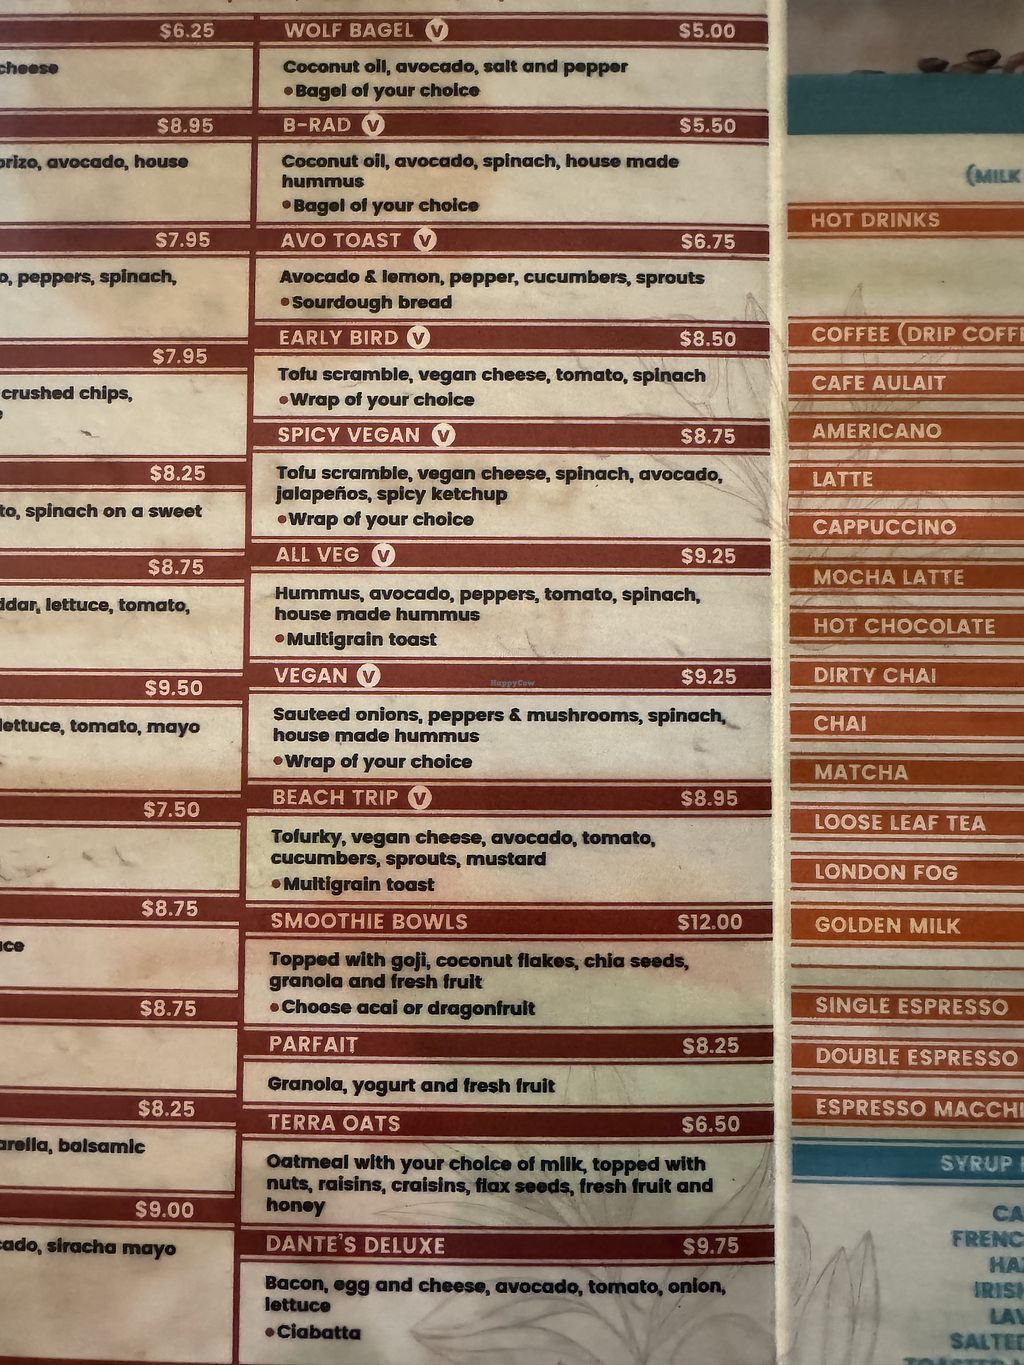 $6.25
cheese
$8.95
orizo, avocado, house
$7.95
o, peppers, spinach,
$7.95
crushed chips,
$8.25
to, spinach on a sweet
$8.75
ddar, lettuce, tomato,
$9.50
lettuce, tomato, mayo
$7.50
$8.75
$8.75
$8.25
arella, balsamic
$9.00
cado, siracha mayo
WOLF BAGEL V $5.00
Coconut oil, avocado, salt and pepper
•Bagel of your choice
B-RAD V $5.50
Coconut oil, avocado, spinach, house made
hummus
•Bagel of your choice
AVO TOAST V $6.75
Avocado & lemon, pepper, cucumbers, sprouts
•Sourdough bread
EARLY BIRD V $8.50
Tofu scramble, vegan cheese, tomato, spinach
•Wrap of your choice
SPICY VEGAN V $8.75
Tofu scramble, vegan cheese, spinach, avocado,
jalapeños, spicy ketchup
•Wrap of your choice
ALL VEG V $9.25
Hummus, avocado, peppers, tomato, spinach,
house made hummus
•Multigrain toast
VEGAN V $9.25
HappyCow
Sauteed onions, peppers & mushrooms, spinach,
house made hummus
•Wrap of your choice
BEACH TRIP V $8.95
Tofurky, vegan cheese, avocado, tomato,
cucumbers, sprouts, mustard
•Multigrain toast
SMOOTHIE BOWLS $12.00
Topped with goji, coconut flakes, chia seeds,
granola and fresh fruit
•Choose acai or dragonfruit
PARFAIT $8.25
Granola, yogurt and fresh fruit
TERRA OATS $6.50
Oatmeal with your choice of milk, topped with
nuts, raisins, craisins, flax seeds, fresh fruit and
honey
DANTE'S DELUXE $9.75
Bacon, egg and cheese, avocado, tomato, onion,
lettuce
•Ciabatta
(MILK
HOT DRINKS
COFFEE (DRIP COFF
CAFE AULAIT
AMERICANO
LATTE
CAPPUCCINO
MOCHA LATTE
HOT CHOCOLATE
DIRTY CHAI
CHAI
MATCHA
LOOSE LEAF TEA
LONDON FOG
GOLDEN MILK
SINGLE ESPRESSO
DOUBLE ESPRESSO
ESPRESSO MACCHI
SYRUP
CA
FRENC
HA
IRIS
LAV
SALTED